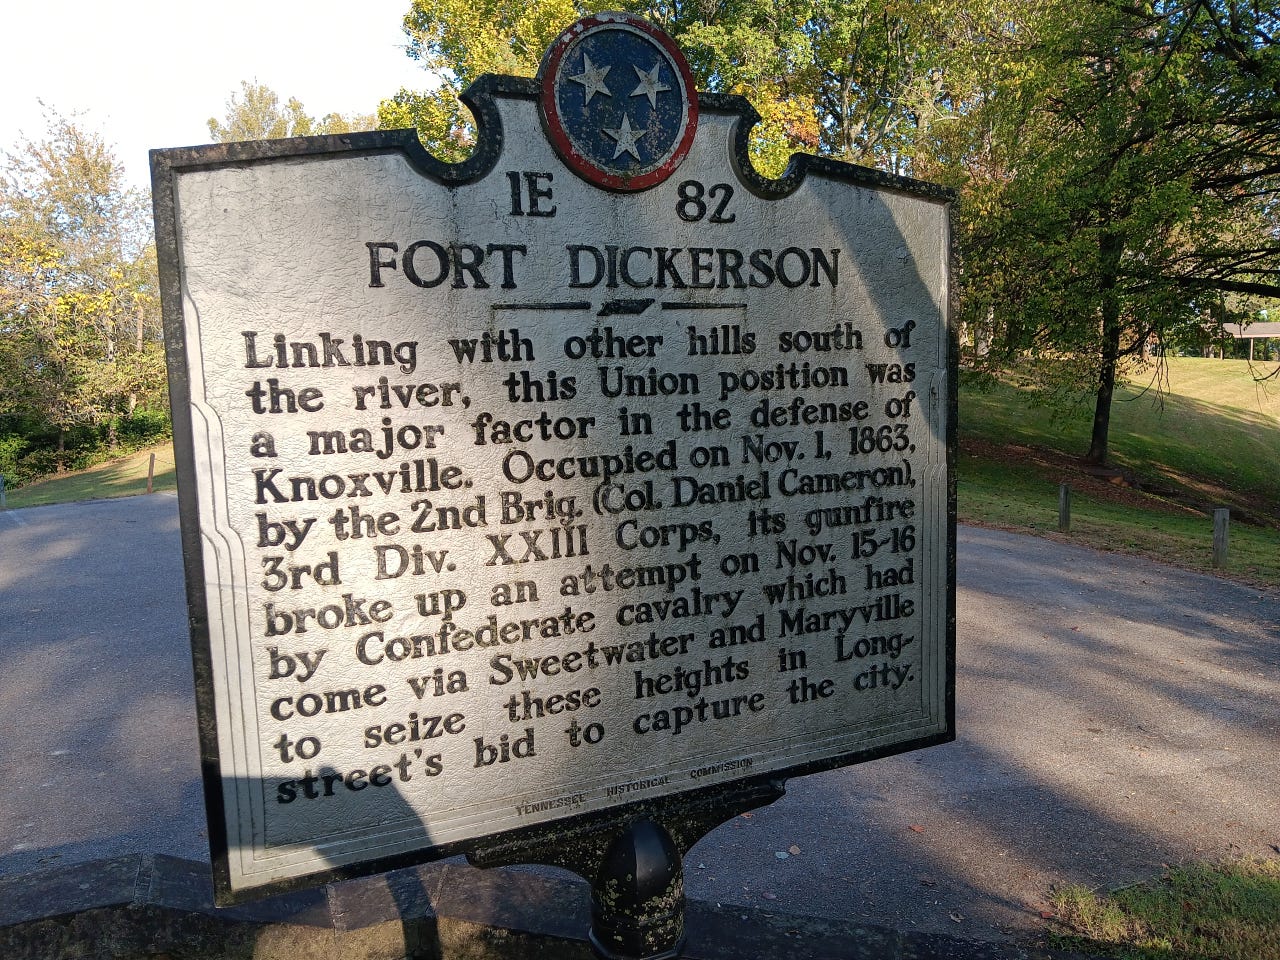 1E 82
FORT DICKERSON
Linking with other hills south of
the river, this Union position was
a major factor in the defense of
Knoxville. Occupied on Nov. 1, 1863,
by the 2nd Brig. (Col. Daniel Cameron),
3rd Div. XXIII Corps, its gunfire
broke up an attempt on Nov. 15-16
by Confederate cavalry which had
come via Sweetwater and Maryville
to seize these heights in Long-
street's bid to capture the city.
TENNESSEE HISTORICAL COMMISSION